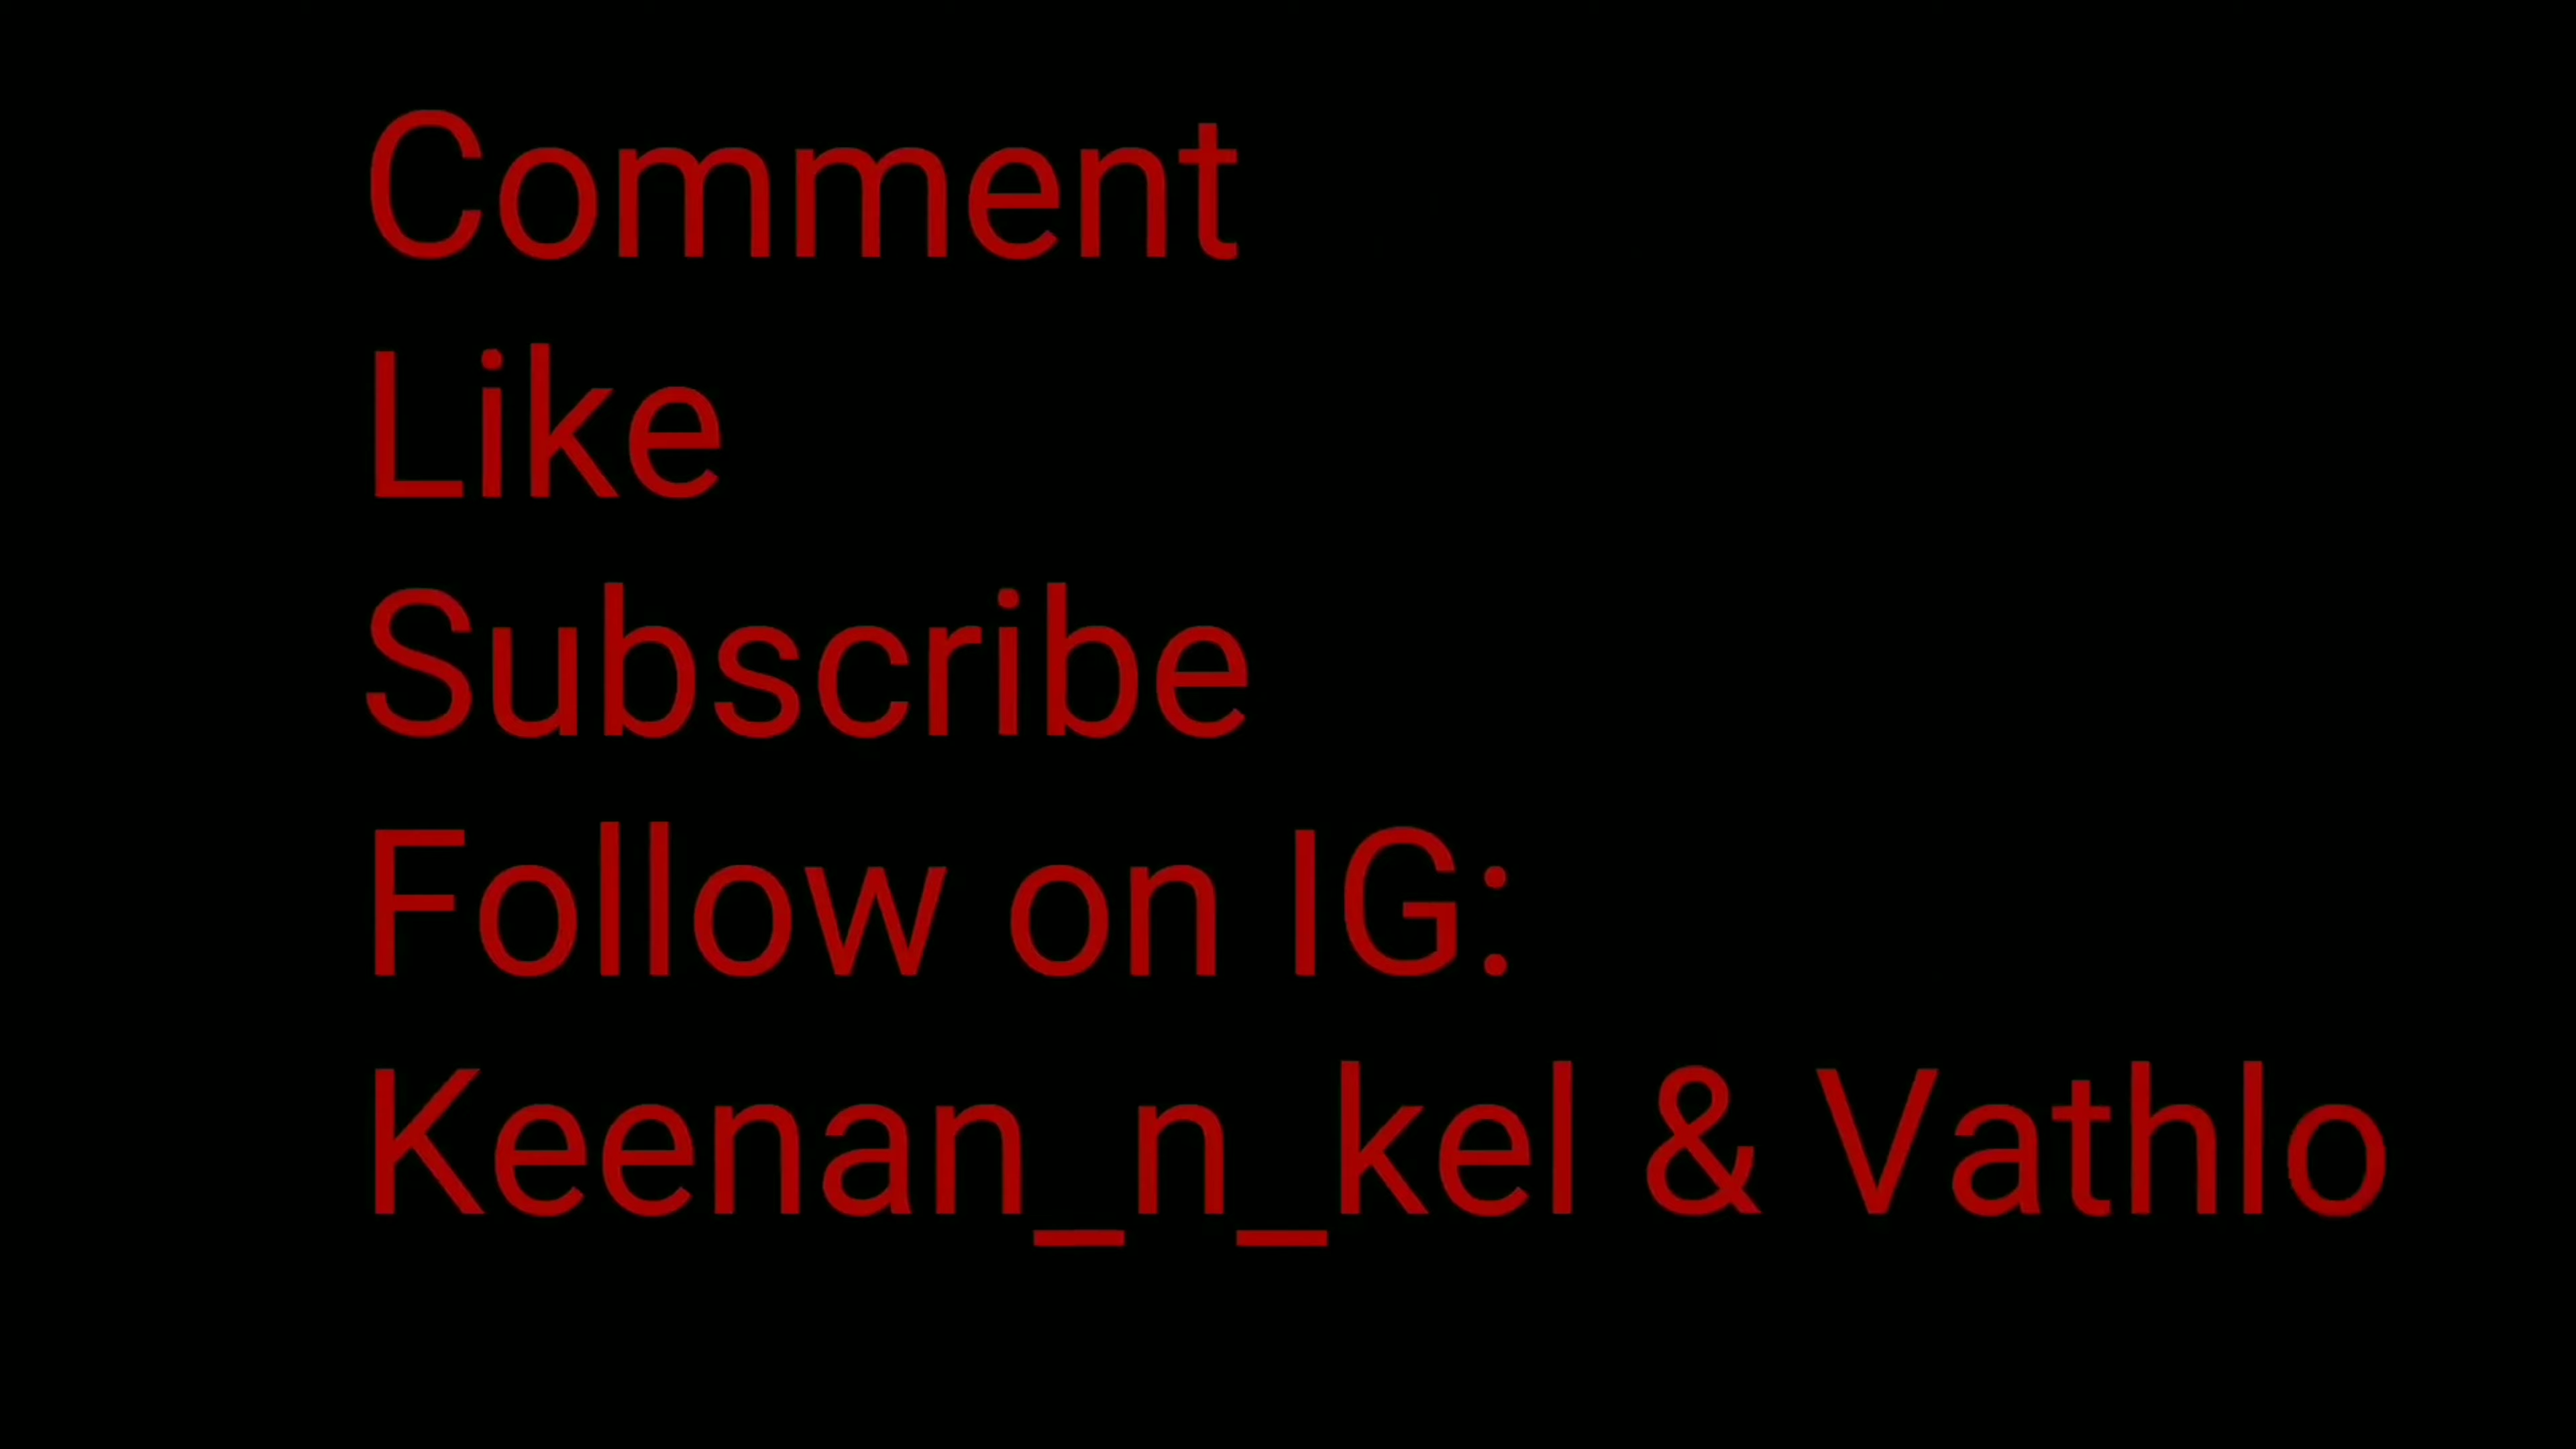 Comment
Like
Subscribe
Follow on IG:
Keenan_n_kel & Vathlo